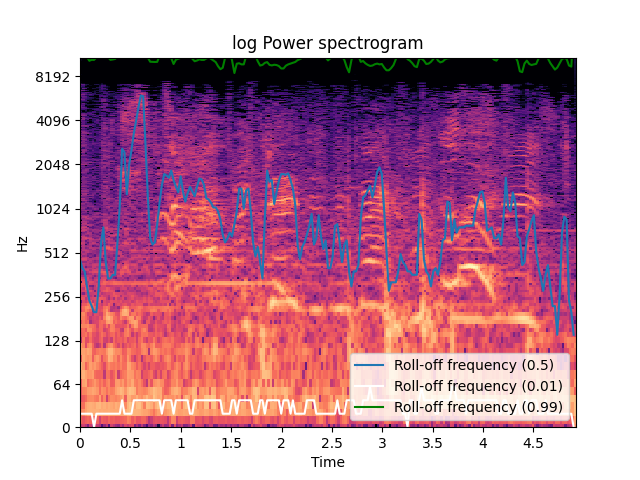 log Power spectrogram
8192
4096
2048
1024
512
256
128
64
0
Hz
Roll-off frequency (0.5)
Roll-off frequency (0.01)
Roll-off frequency (0.99)
0 0.5 1 1.5 2 2.5 3 3.5 4 4.5
Time